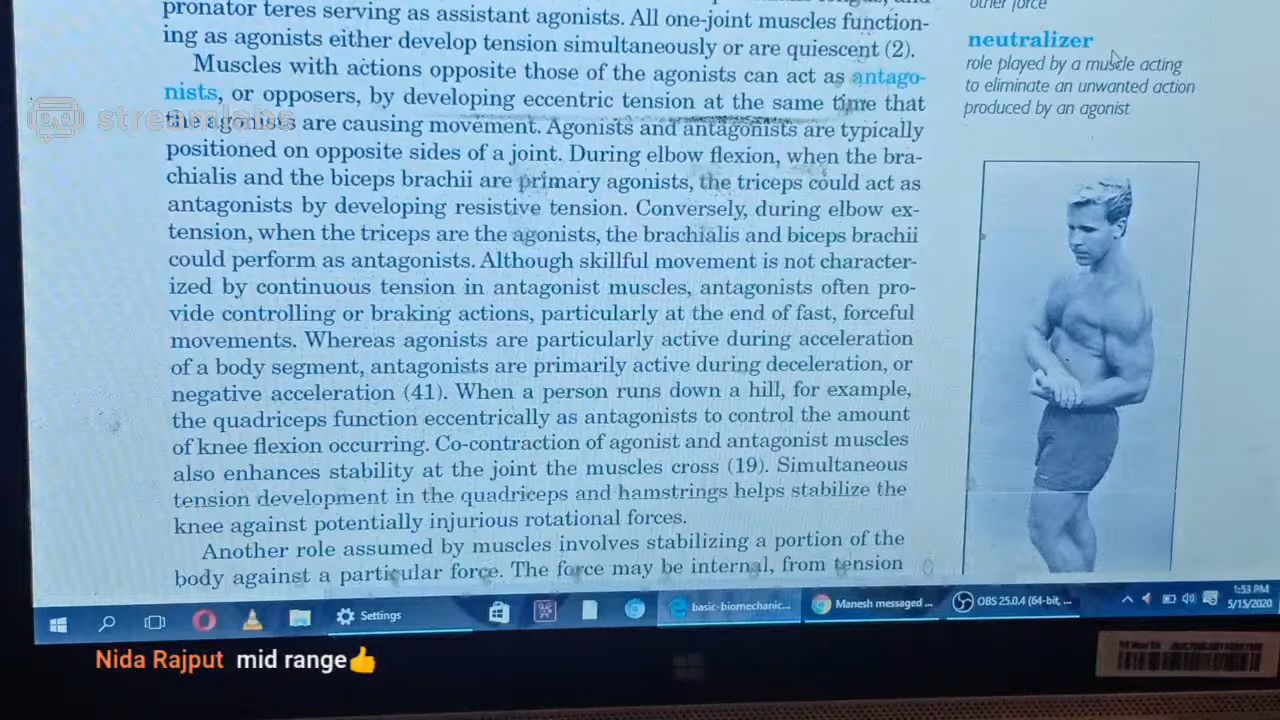 pronator teres serving as assistant agonists. All one-joint muscles function-
ing as agonists either develop tension simultaneously or are quiescent (2).
Muscles with actions opposite those of the agonists can act as antago-
nists, or opposers, by developing eccentric tension at the same time that
the agonists are causing movement. Agonists and antagonists are typically
positioned on opposite sides of a joint. During elbow flexion, when the bra-
chialis and the biceps brachii are primary agonists, the triceps could act as
antagonists by developing resistive tension. Conversely, during elbow ex-
tension, when the triceps are the agonists, the brachialis and biceps brachii
could perform as antagonists. Although skillful movement is not character-
ized by continuous tension in antagonist muscles, antagonists often pro-
vide controlling or braking actions, particularly at the end of fast, forceful
movements. Whereas agonists are particularly active during acceleration
of a body segment, antagonists are primarily active during deceleration, or
negative acceleration (41). When a person runs down a hill, for example,
the quadriceps function eccentrically as antagonists to control the amount
of knee flexion occurring. Co-contraction of agonist and antagonist muscles
also enhances stability at the joint the muscles cross (19). Simultaneous
tension development in the quadriceps and hamstrings helps stabilize the
knee against potentially injurious rotational forces.
Another role assumed by muscles involves stabilizing a portion of the
body against a particular force. The force may be internal, from tension
other force
neutralizer
role played by a muscle acting
to eliminate an unwanted action
produced by an agonist
streamlabs
Settings
basic-biomechanic...
Manesh messaged ...
OBS 25.0.4 (64-bit, ...
1:53 PM
5/15/2020
Nida Rajput mid range👍